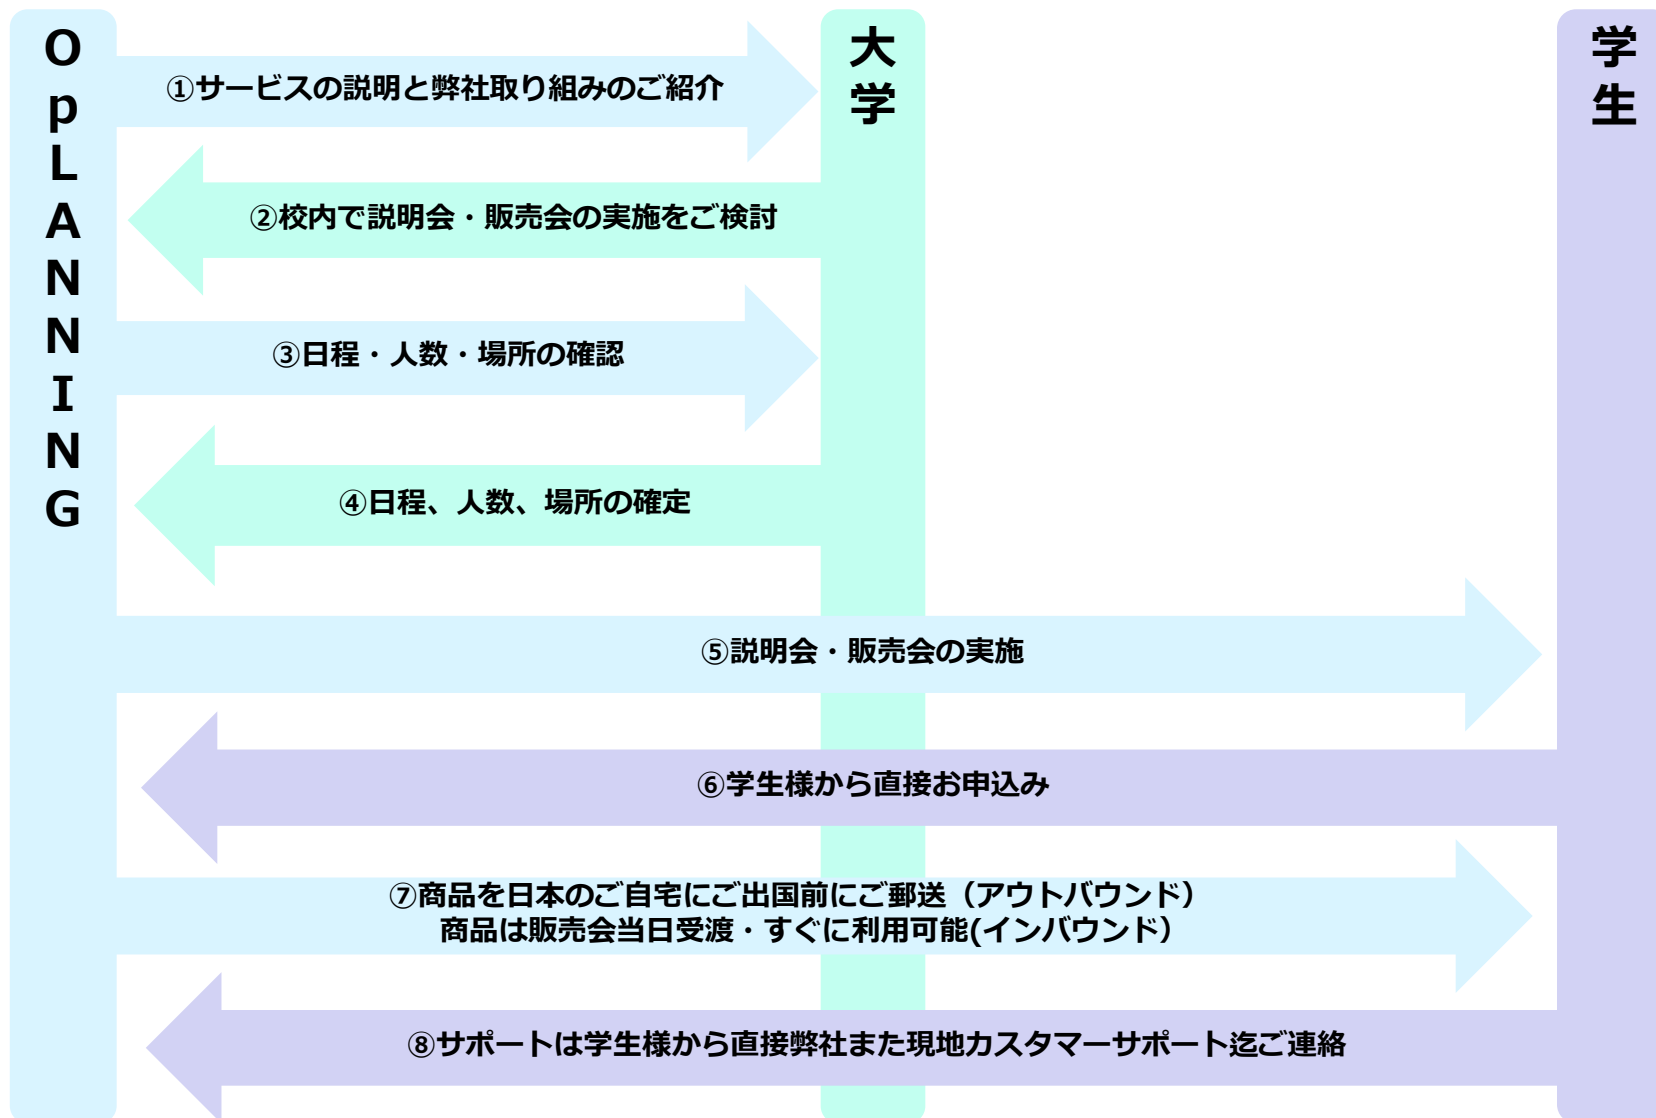 OpLANNING
大学
学生
①サービスの説明と弊社取り組みのご紹介
②校内で説明会・販売会の実施をご検討
③日程・人数・場所の確認
④日程、人数、場所の確定
⑤説明会・販売会の実施
⑥学生様から直接お申込み
⑦商品を日本のご自宅にご出国前にご郵送（アウトバウンド）
商品は販売会当日受渡・すぐに利用可能(インバウンド）
⑧サポートは学生様から直接弊社また現地カスタマーサポート迄ご連絡